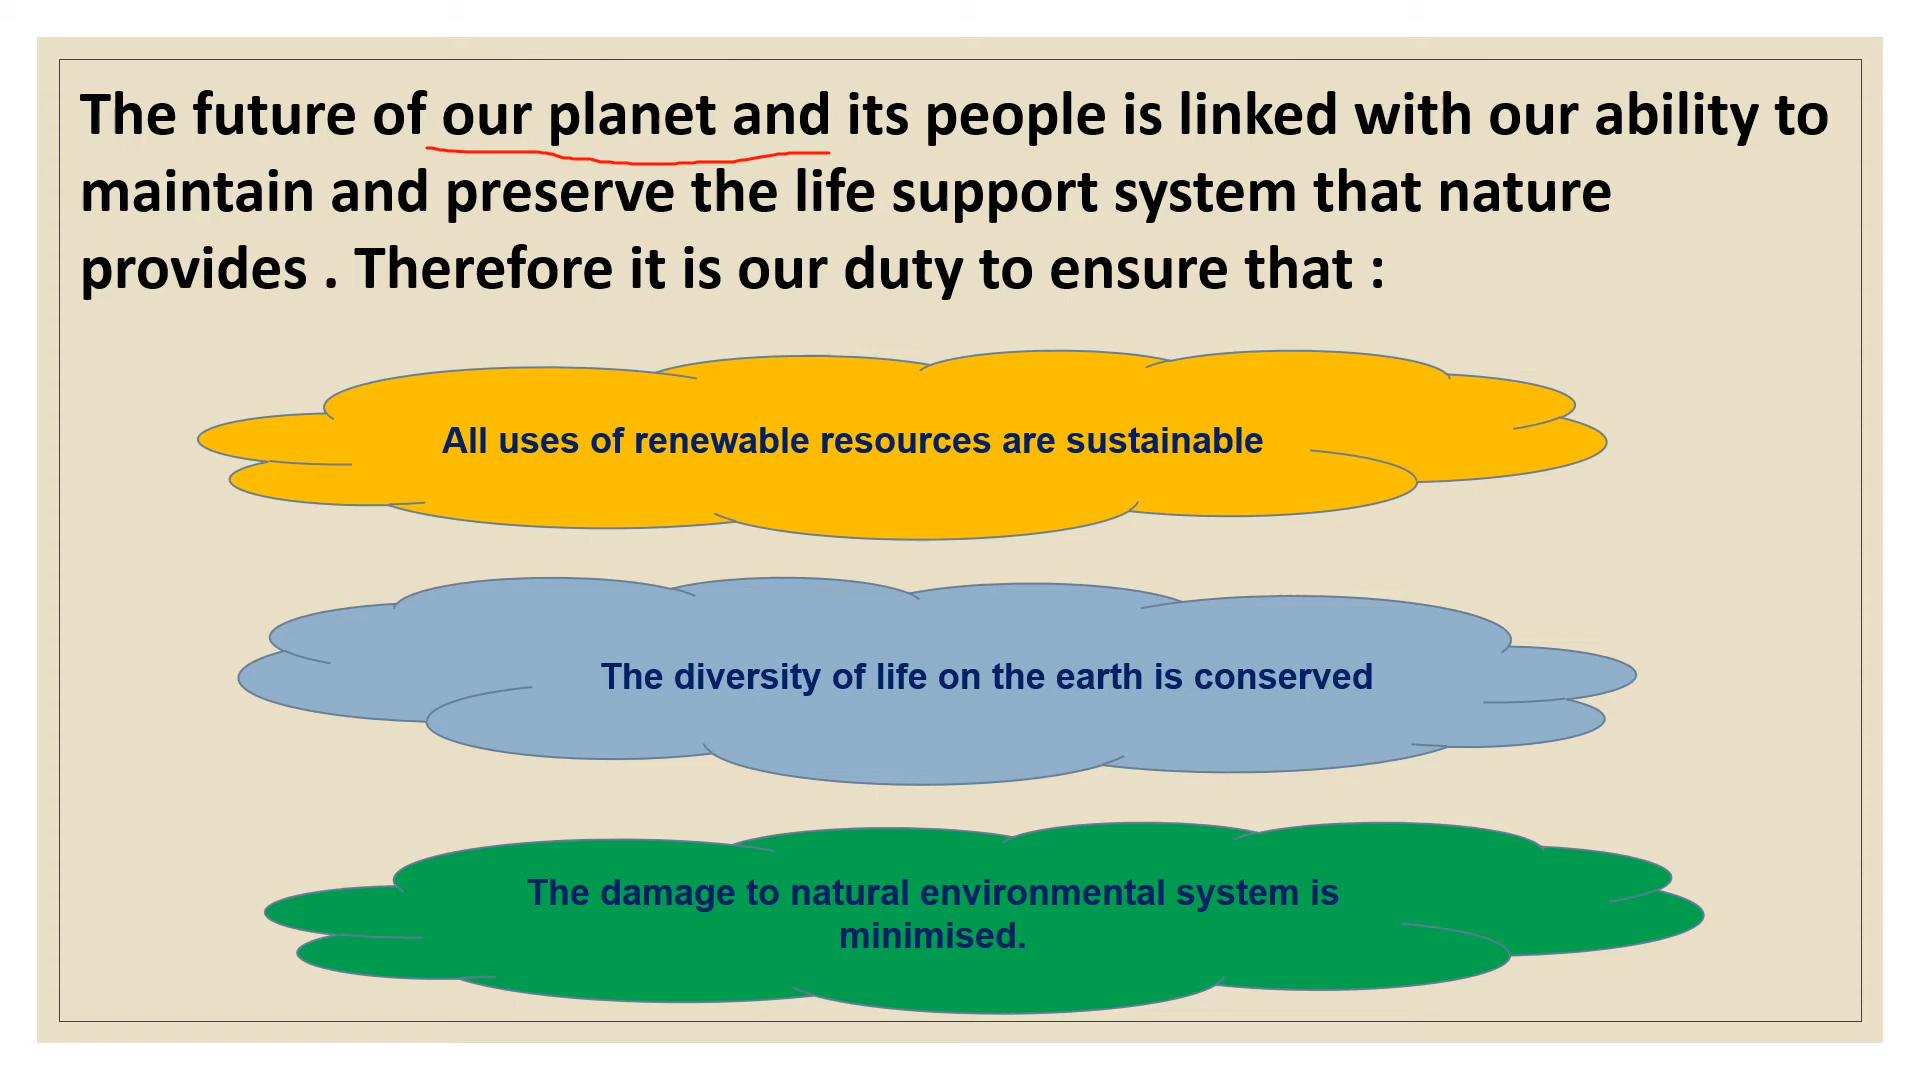 The future of our planet and its people is linked with our ability to
maintain and preserve the life support system that nature
provides . Therefore it is our duty to ensure that :
All uses of renewable resources are sustainable
The diversity of life on the earth is conserved
The damage to natural environmental system is
minimised.